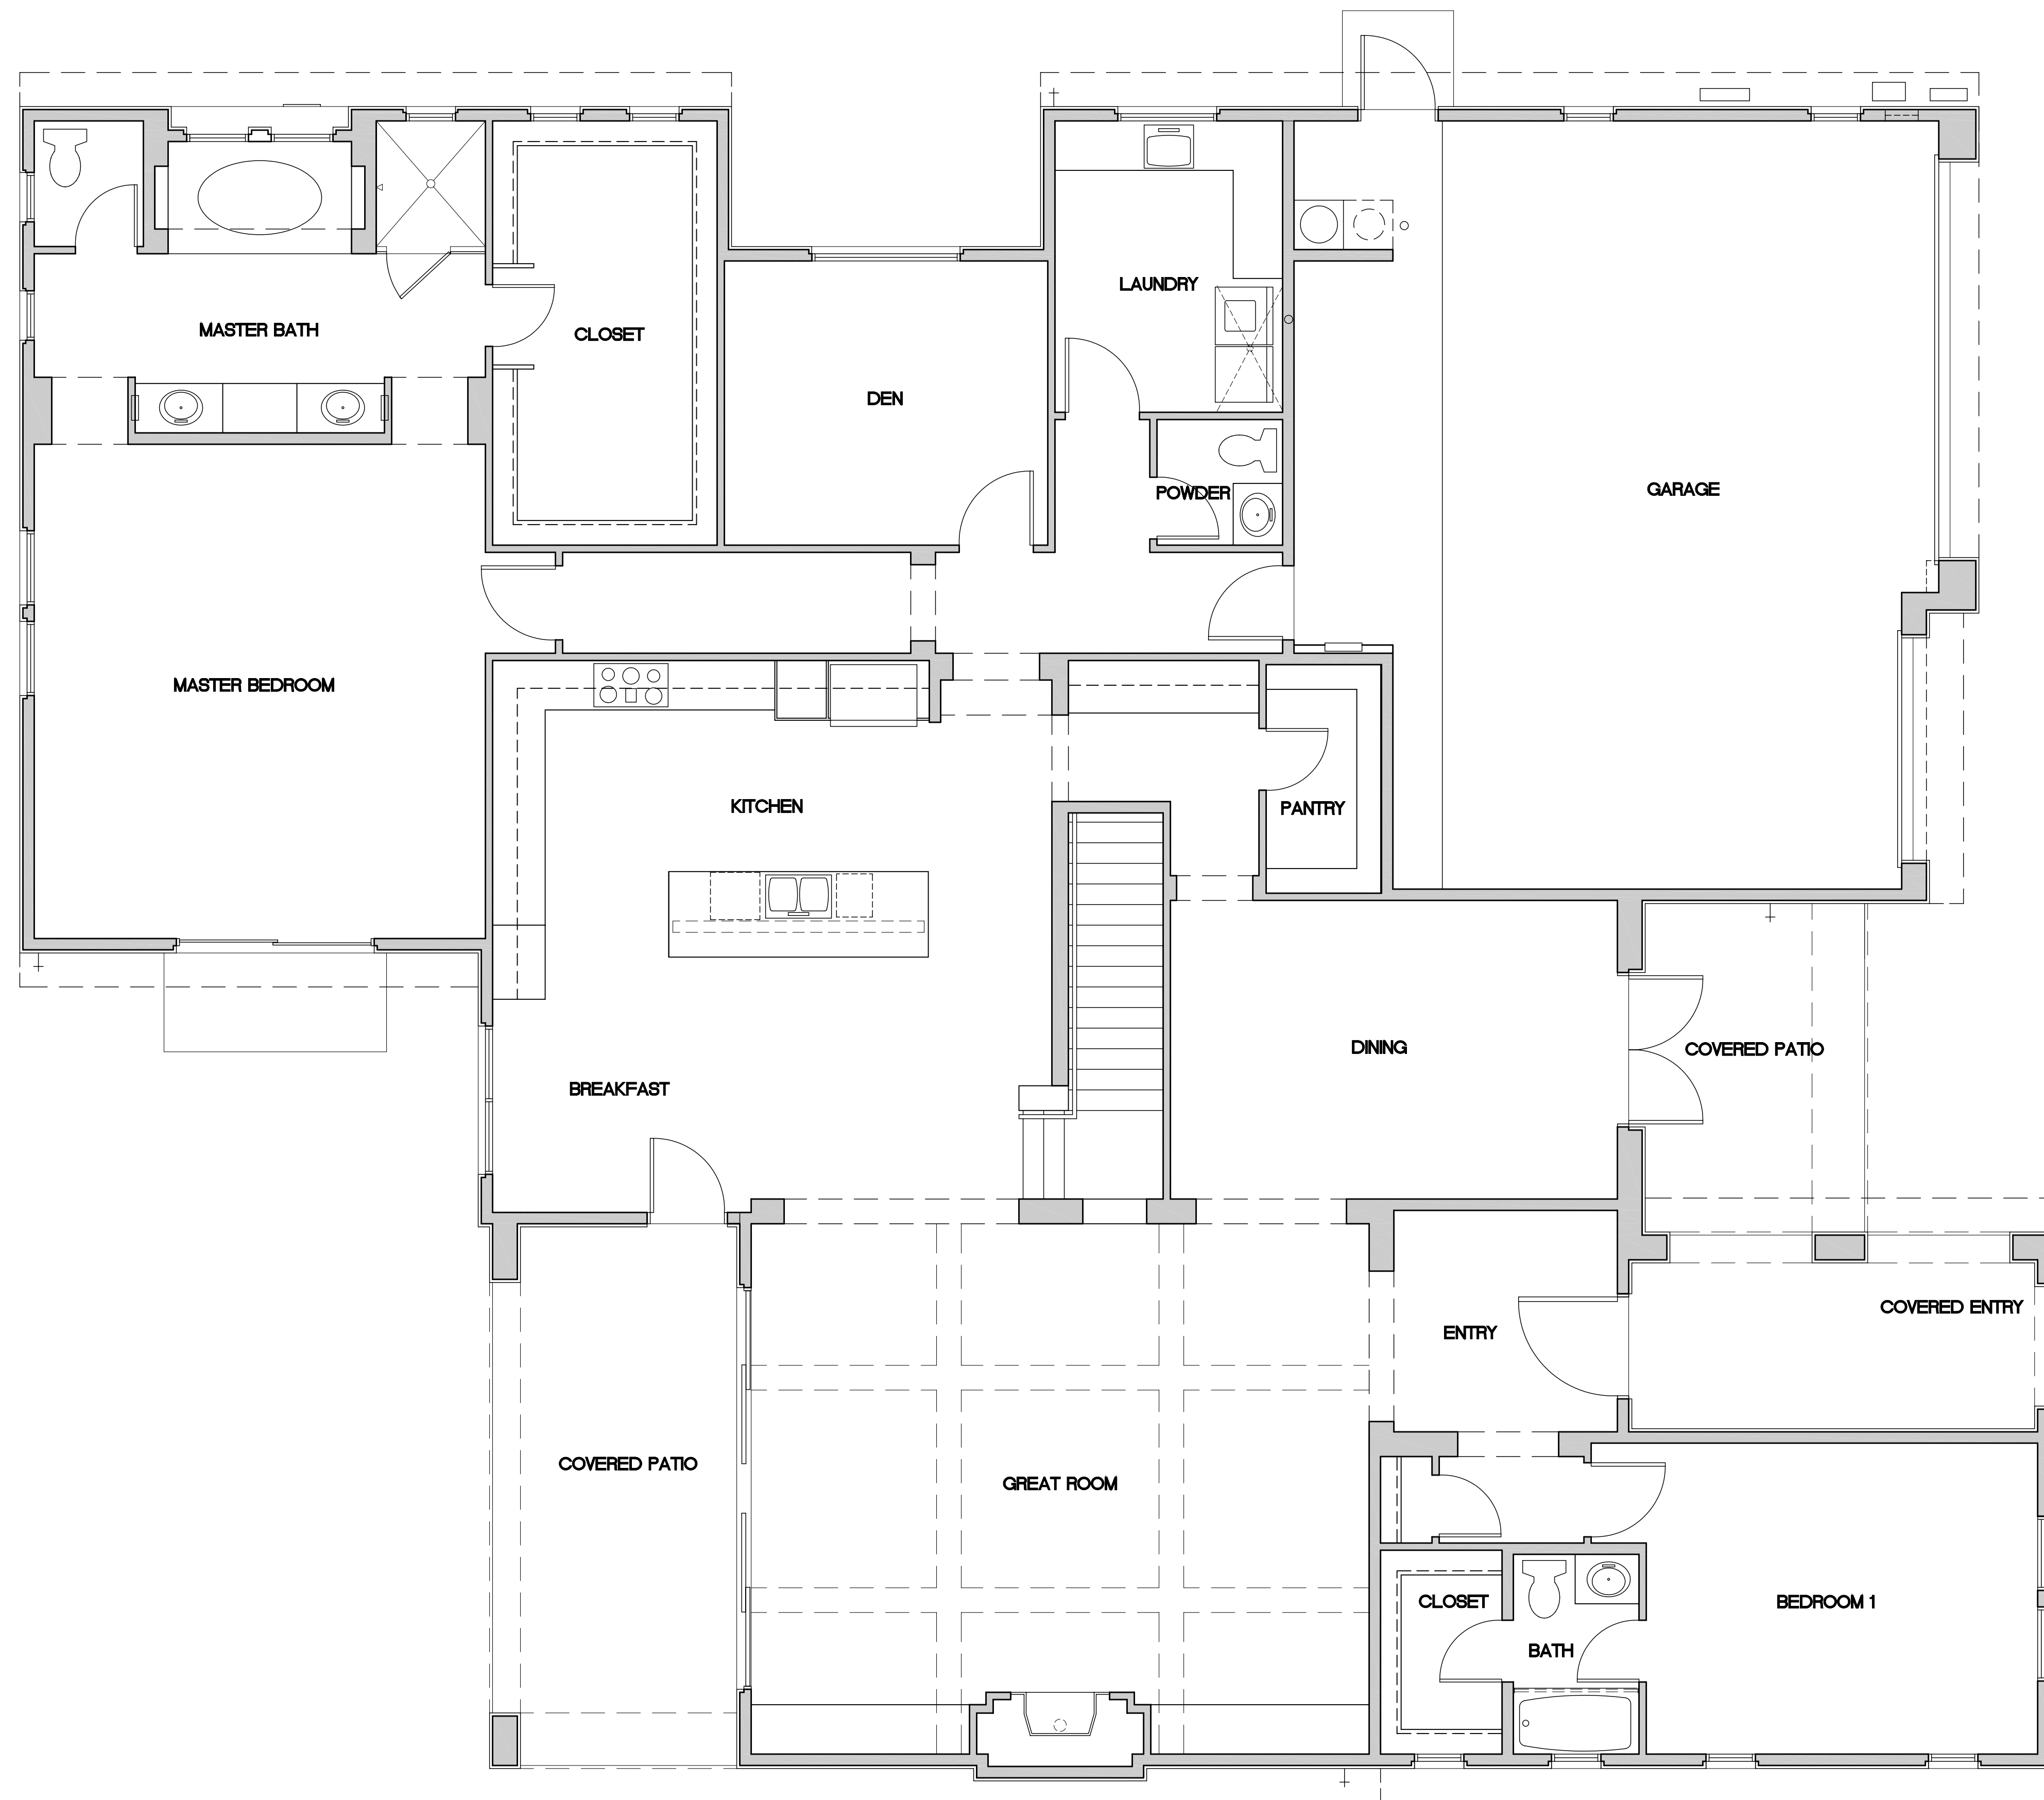 LAUNDRY
MASTER BATH
CLOSET
DEN
POWDER
GARAGE
MASTER BEDROOM
KITCHEN
PANTRY
DINING
COVERED PATIO
BREAKFAST
COVERED ENTRY
ENTRY
COVERED PATIO
GREAT ROOM
CLOSET
BEDROOM 1
BATH